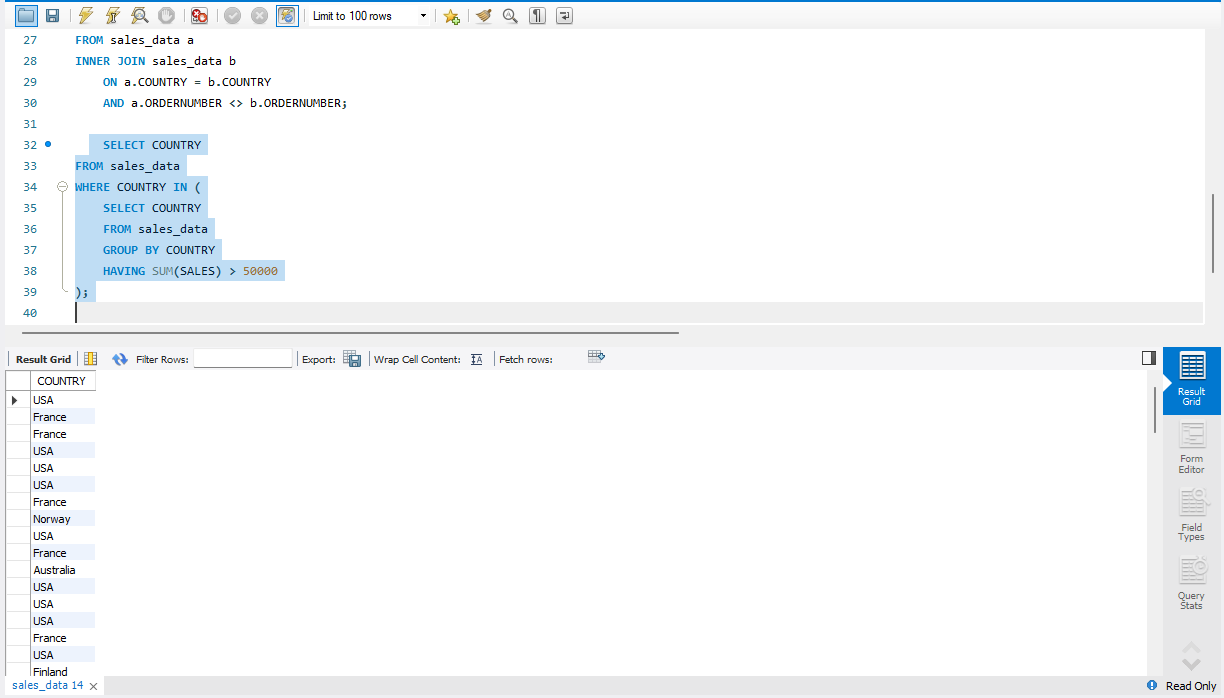 Limit to 100 rows
27 FROM sales_data a
28 INNER JOIN sales_data b
29 ON a.COUNTRY = b.COUNTRY
30 AND a.ORDERNUMBER <> b.ORDERNUMBER;
31
32 SELECT COUNTRY
33 FROM sales_data
34 WHERE COUNTRY IN (
35 SELECT COUNTRY
36 FROM sales_data
37 GROUP BY COUNTRY
38 HAVING SUM(SALES) > 50000
39 );
40
Result Grid Filter Rows: Export: Wrap Cell Content: Fetch rows:
COUNTRY
USA
France
France
USA
USA
USA
France
Norway
USA
France
Australia
USA
USA
USA
France
USA
Finland
Result
Grid
Form
Editor
Field
Types
Query
Stats
sales_data 14
Read Only